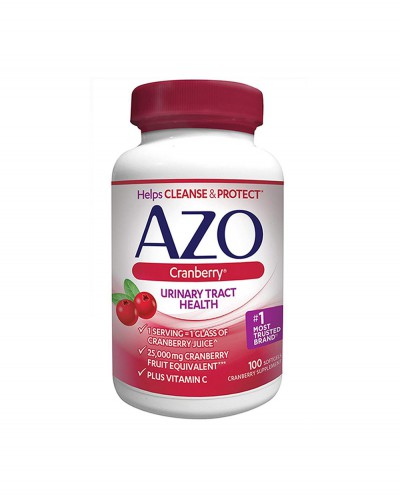 Helps CLEANSE & PROTECT*
AZO
Cranberry®
URINARY TRACT
HEALTH
#1
MOST
TRUSTED
BRAND
✓ 1 SERVING = 1 GLASS OF
CRANBERRY JUICE^
✓ 25,000 mg CRANBERRY
FRUIT EQUIVALENT***
✓ PLUS VITAMIN C
100 SOFTGELS
CRANBERRY SUPPLEMENT